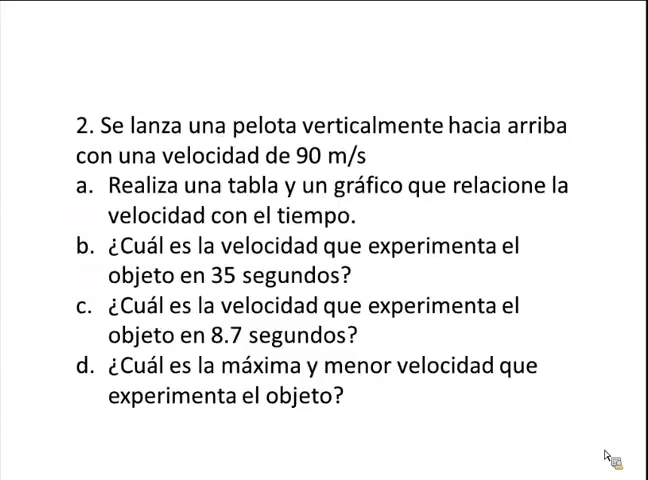 2. Se lanza una pelota verticalmente hacia arriba
con una velocidad de 90 m/s
a. Realiza una tabla y un gráfico que relacione la
velocidad con el tiempo.
b. ¿Cuál es la velocidad que experimenta el
objeto en 35 segundos?
c. ¿Cuál es la velocidad que experimenta el
objeto en 8.7 segundos?
d. ¿Cuál es la máxima y menor velocidad que
experimenta el objeto?